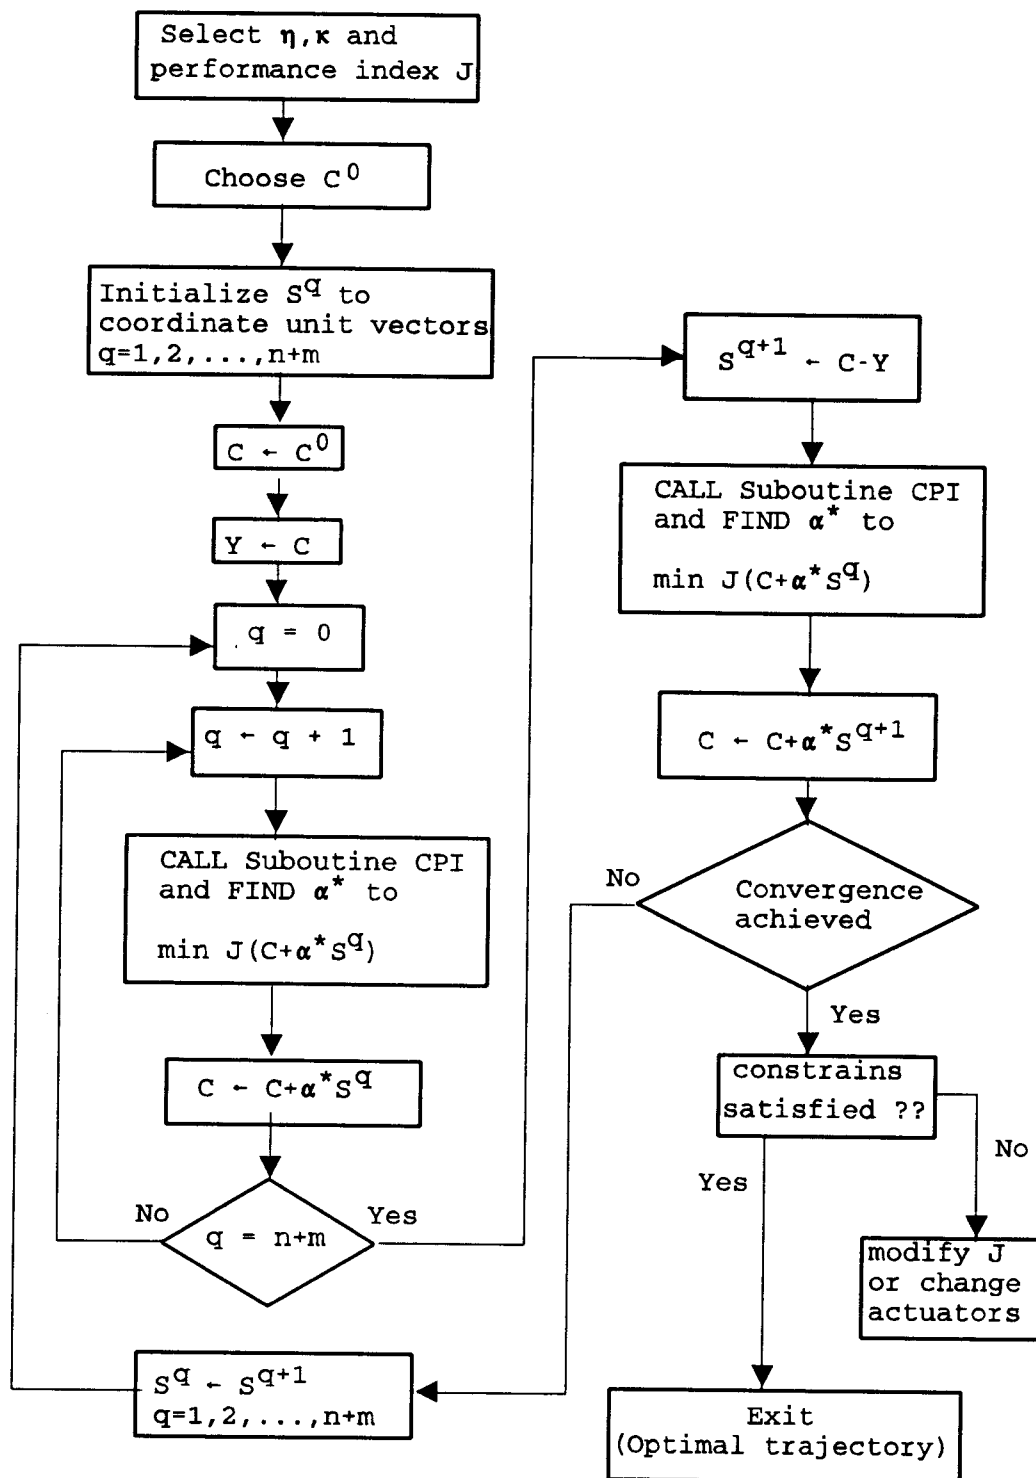 Select η,κ and
performance index J
Choose C⁰
Initialize S^q to
coordinate unit vectors
q=1,2,...,n+m
C ← C⁰
Y ← C
q = 0
q ← q + 1
CALL Suboutine CPI
and FIND α* to
min J(C+α*S^q)
C ← C+α*S^q
No
q = n+m
Yes
S^q ← S^q+1
q=1,2,...,n+m
S^q+1 ← C-Y
CALL Suboutine CPI
and FIND α* to
min J(C+α*S^q)
C ← C+α*S^q+1
No
Convergence
achieved
Yes
constrains
satisfied ??
No
Yes
modify J
or change
actuators
Exit
(Optimal trajectory)